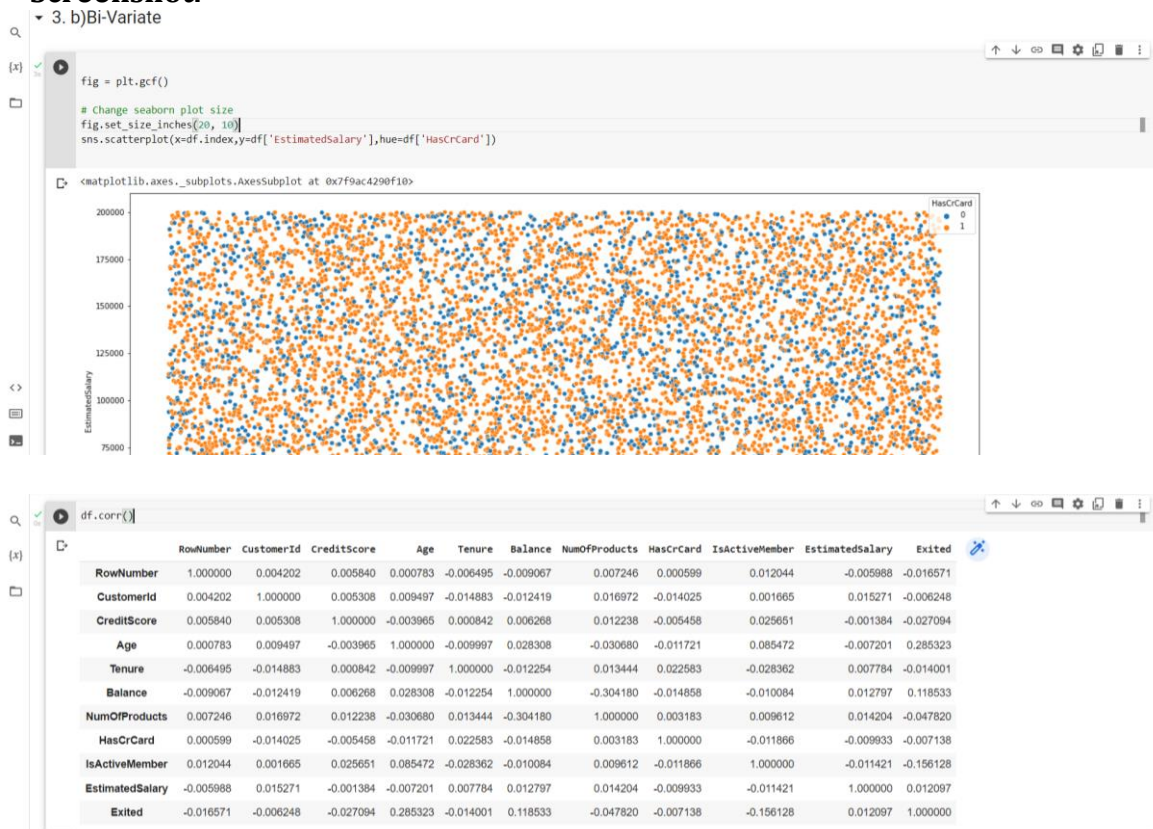 Screenshot
3. b)Bi-Variate
{x}
fig = plt.gcf()
# Change seaborn plot size
fig.set_size_inches(20, 10)
sns.scatterplot(x=df.index,y=df['EstimatedSalary'],hue=df['HasCrCard'])
<matplotlib.axes._subplots.AxesSubplot at 0x7f9ac4290f10>
HasCrCard
0
1
200000
175000
150000
125000
100000
75000
EstimatedSalary
df.corr()
{x}
RowNumber CustomerId CreditScore Age Tenure Balance NumOfProducts HasCrCard IsActiveMember EstimatedSalary Exited
RowNumber 1.000000 0.004202 0.005840 0.000783 -0.006495 -0.009067 0.007246 0.000599 0.012044 -0.005988 -0.016571
CustomerId 0.004202 1.000000 0.005308 0.009497 -0.014883 -0.012419 0.016972 -0.014025 0.001665 0.015271 -0.006248
CreditScore 0.005840 0.005308 1.000000 -0.003965 0.000842 0.006268 0.012238 -0.005458 0.025651 -0.001384 -0.027094
Age 0.000783 0.009497 -0.003965 1.000000 -0.009997 0.028308 -0.030680 -0.011721 0.085472 -0.007201 0.285323
Tenure -0.006495 -0.014883 0.000842 -0.009997 1.000000 -0.012254 0.013444 0.022583 -0.028362 0.007784 -0.014001
Balance -0.009067 -0.012419 0.006268 0.028308 -0.012254 1.000000 -0.304180 -0.014858 -0.010084 0.012797 0.118533
NumOfProducts 0.007246 0.016972 0.012238 -0.030680 0.013444 -0.304180 1.000000 0.003183 0.009612 0.014204 -0.047820
HasCrCard 0.000599 -0.014025 -0.005458 -0.011721 0.022583 -0.014858 0.003183 1.000000 -0.011866 -0.009933 -0.007138
IsActiveMember 0.012044 0.001665 0.025651 0.085472 -0.028362 -0.010084 0.009612 -0.011866 1.000000 -0.011421 -0.156128
EstimatedSalary -0.005988 0.015271 -0.001384 -0.007201 0.007784 0.012797 0.014204 -0.009933 -0.011421 1.000000 0.012097
Exited -0.016571 -0.006248 -0.027094 0.285323 -0.014001 0.118533 -0.047820 -0.007138 -0.156128 0.012097 1.000000